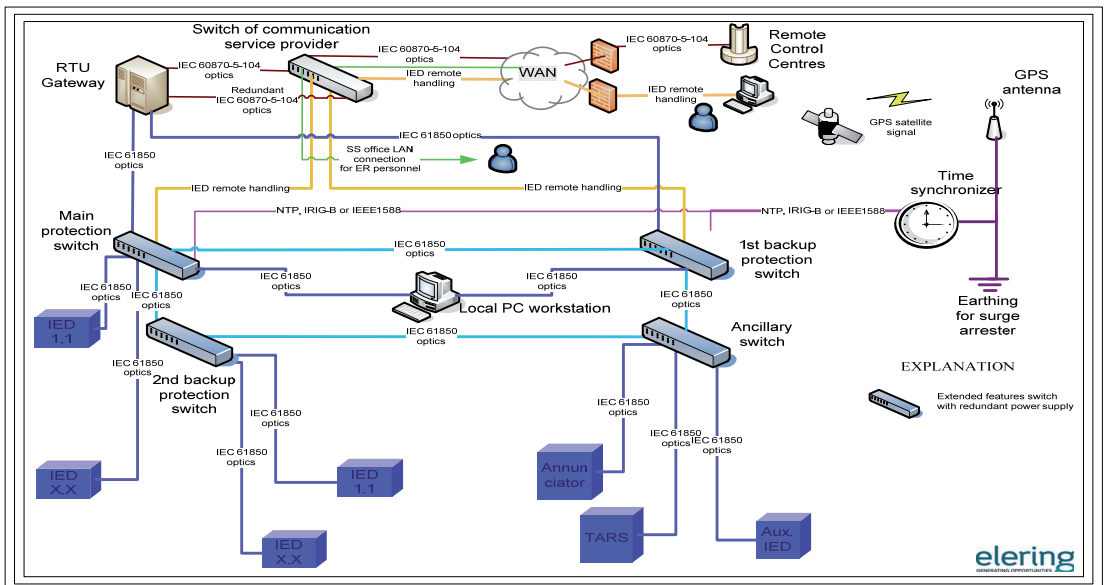 Switch of communication
service provider
RTU
Gateway
IEC 60870-5-104
optics
Redundant
IEC 60870-5-104
optics
IEC 60870-5-104
optics
IED remote
handling
WAN
IEC 60870-5-104
optics
Remote
Control
Centres
IED remote
handling
GPS satellite
signal
GPS
antenna
IEC 61850
optics
IEC 61850optics
SS office LAN
connection
for ER personnel
IED remote handling
IED remote handling
Time
synchronizer
NTP, IRIG-B or IEEE1588
NTP, IRIG-B or IEEE1588
Main
protection
switch
IEC 61850
optics
1st backup
protection
switch
IEC 61850
optics
IEC 61850
optics
IEC 61850
optics
IEC 61850
optics
IEC 61850
optics
Local PC workstation
Earthing
for surge
arrester
IED
1.1
IEC 61850
optics
Ancillary
switch
IEC 61850
optics
2nd backup
protection
switch
EXPLANATION
Extended features switch
with redundant power supply
IEC 61850
optics
IEC 61850
optics
IEC 61850
optics
IEC 61850
optics
IEC 61850
optics
IED
X.X
IED
1.1
Annun
ciator
IED
X.X
TARS
Aux.
IED
elering
GENERATING OPPORTUNITIES